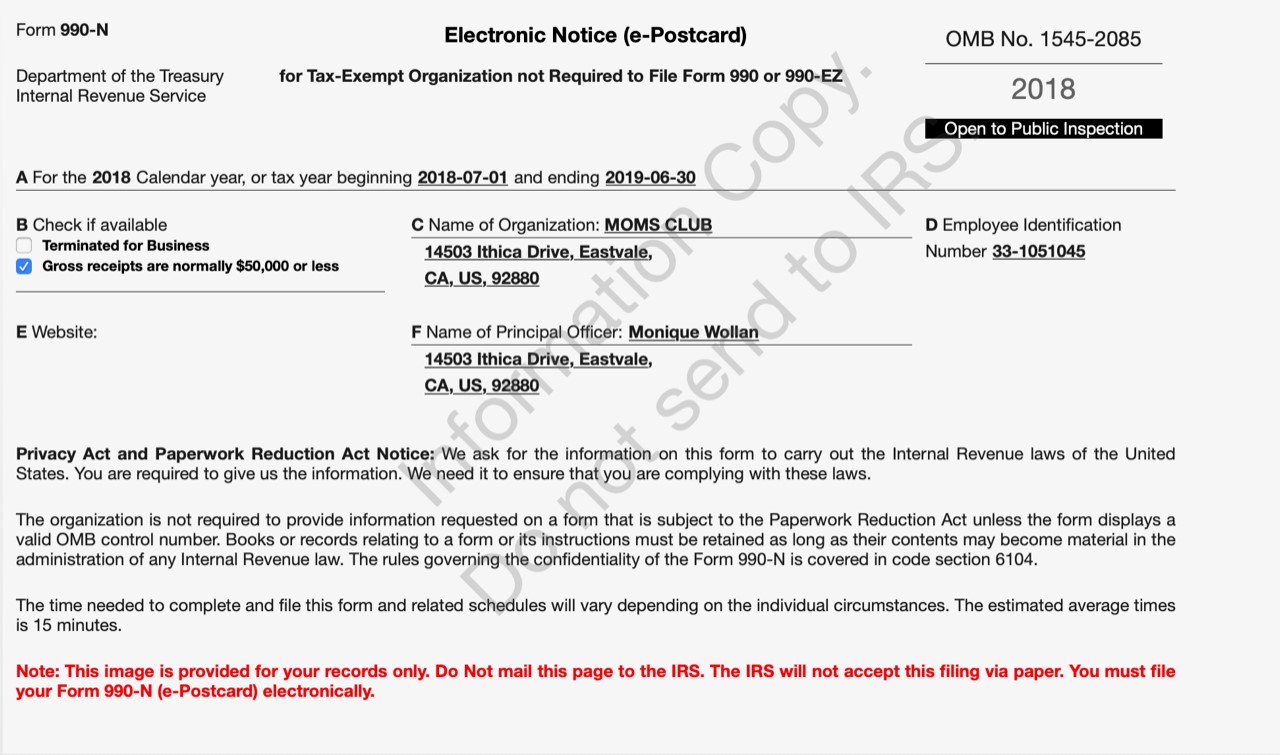 Form 990-N
Electronic Notice (e-Postcard)
OMB No. 1545-2085
Department of the Treasury
Internal Revenue Service
for Tax-Exempt Organization not Required to File Form 990 or 990-EZ
2018
Open to Public Inspection
A For the 2018 Calendar year, or tax year beginning 2018-07-01 and ending 2019-06-30
B Check if available
Terminated for Business
Gross receipts are normally $50,000 or less
C Name of Organization: MOMS CLUB
14503 Ithica Drive, Eastvale,
CA, US, 92880
D Employee Identification
Number 33-1051045
E Website:
F Name of Principal Officer: Monique Wollan
14503 Ithica Drive, Eastvale,
CA, US, 92880
Privacy Act and Paperwork Reduction Act Notice: We ask for the information on this form to carry out the Internal Revenue laws of the United
States. You are required to give us the information. We need it to ensure that you are complying with these laws.
The organization is not required to provide information requested on a form that is subject to the Paperwork Reduction Act unless the form displays a
valid OMB control number. Books or records relating to a form or its instructions must be retained as long as their contents may become material in the
administration of any Internal Revenue law. The rules governing the confidentiality of the Form 990-N is covered in code section 6104.
The time needed to complete and file this form and related schedules will vary depending on the individual circumstances. The estimated average times
is 15 minutes.
Note: This image is provided for your records only. Do Not mail this page to the IRS. The IRS will not accept this filing via paper. You must file
your Form 990-N (e-Postcard) electronically.
Information Copy.
Do not send to IRS.